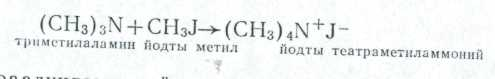 (CH₃)₃N+CH₃J→(CH₃)₄N⁺J⁻
триметилаламин йодты метил йодты театраметиламмоний